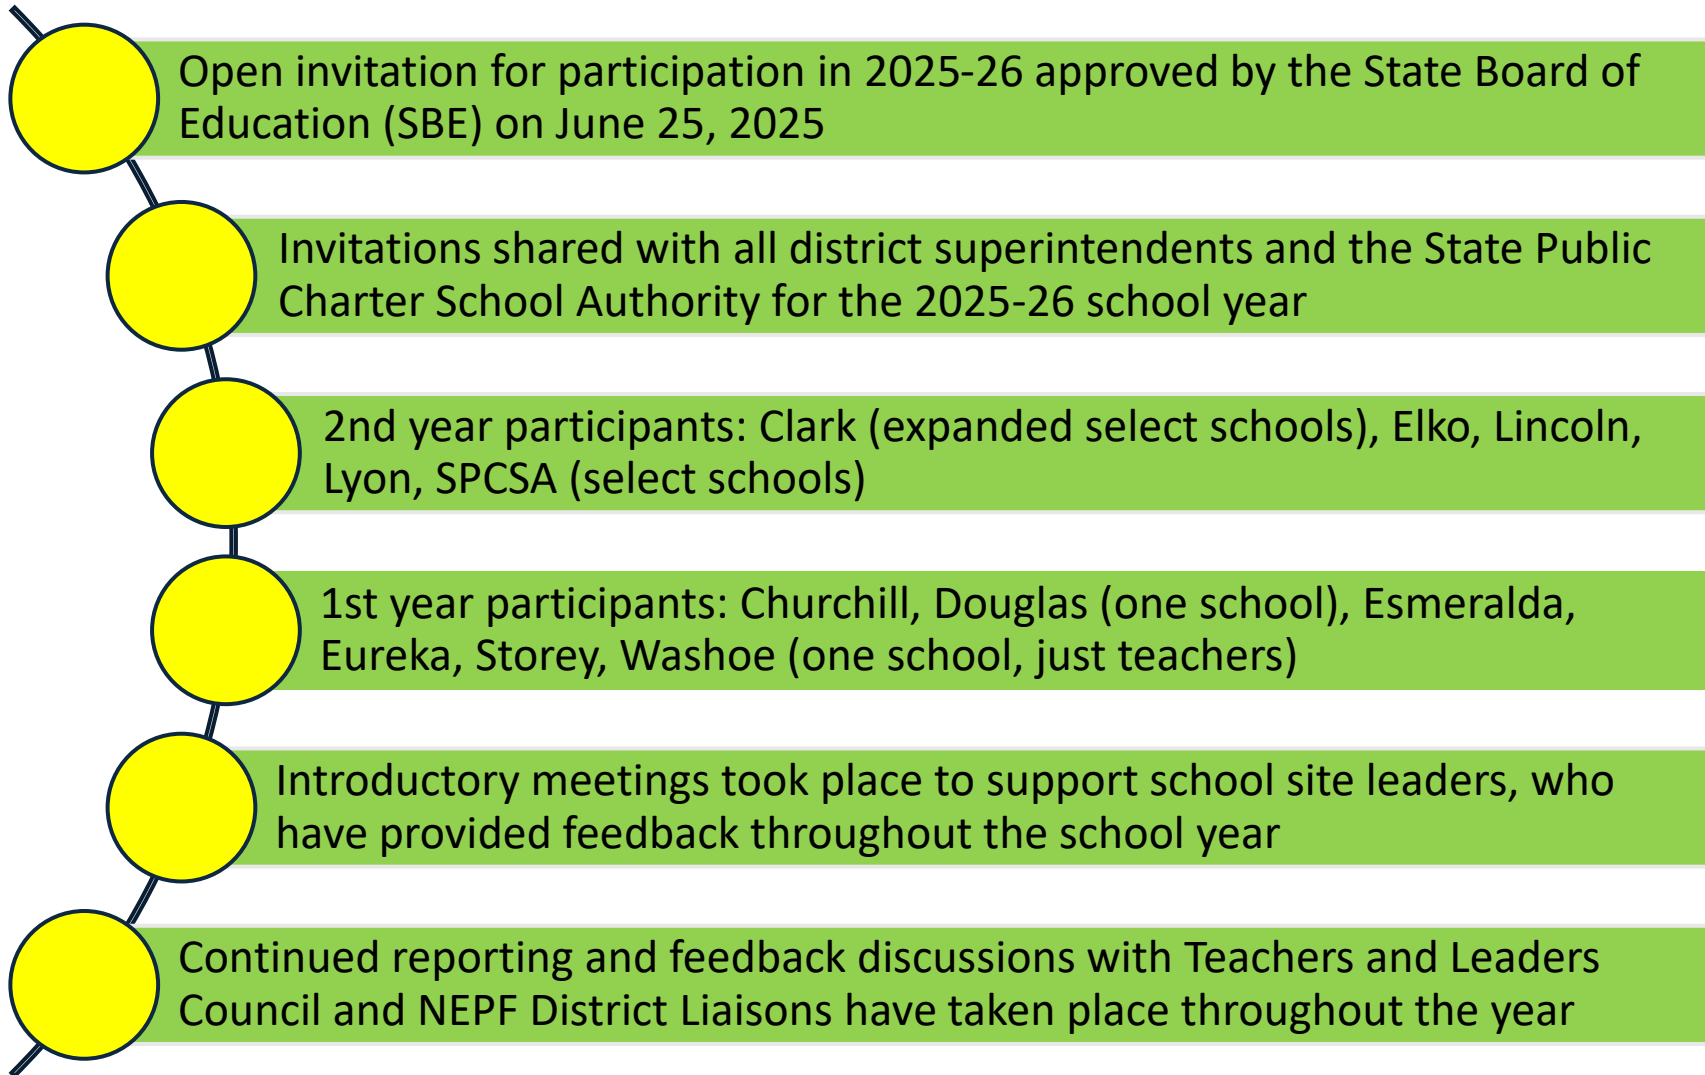 Open invitation for participation in 2025-26 approved by the State Board of
Education (SBE) on June 25, 2025
Invitations shared with all district superintendents and the State Public
Charter School Authority for the 2025-26 school year
2nd year participants: Clark (expanded select schools), Elko, Lincoln,
Lyon, SPCSA (select schools)
1st year participants: Churchill, Douglas (one school), Esmeralda,
Eureka, Storey, Washoe (one school, just teachers)
Introductory meetings took place to support school site leaders, who
have provided feedback throughout the school year
Continued reporting and feedback discussions with Teachers and Leaders
Council and NEPF District Liaisons have taken place throughout the year